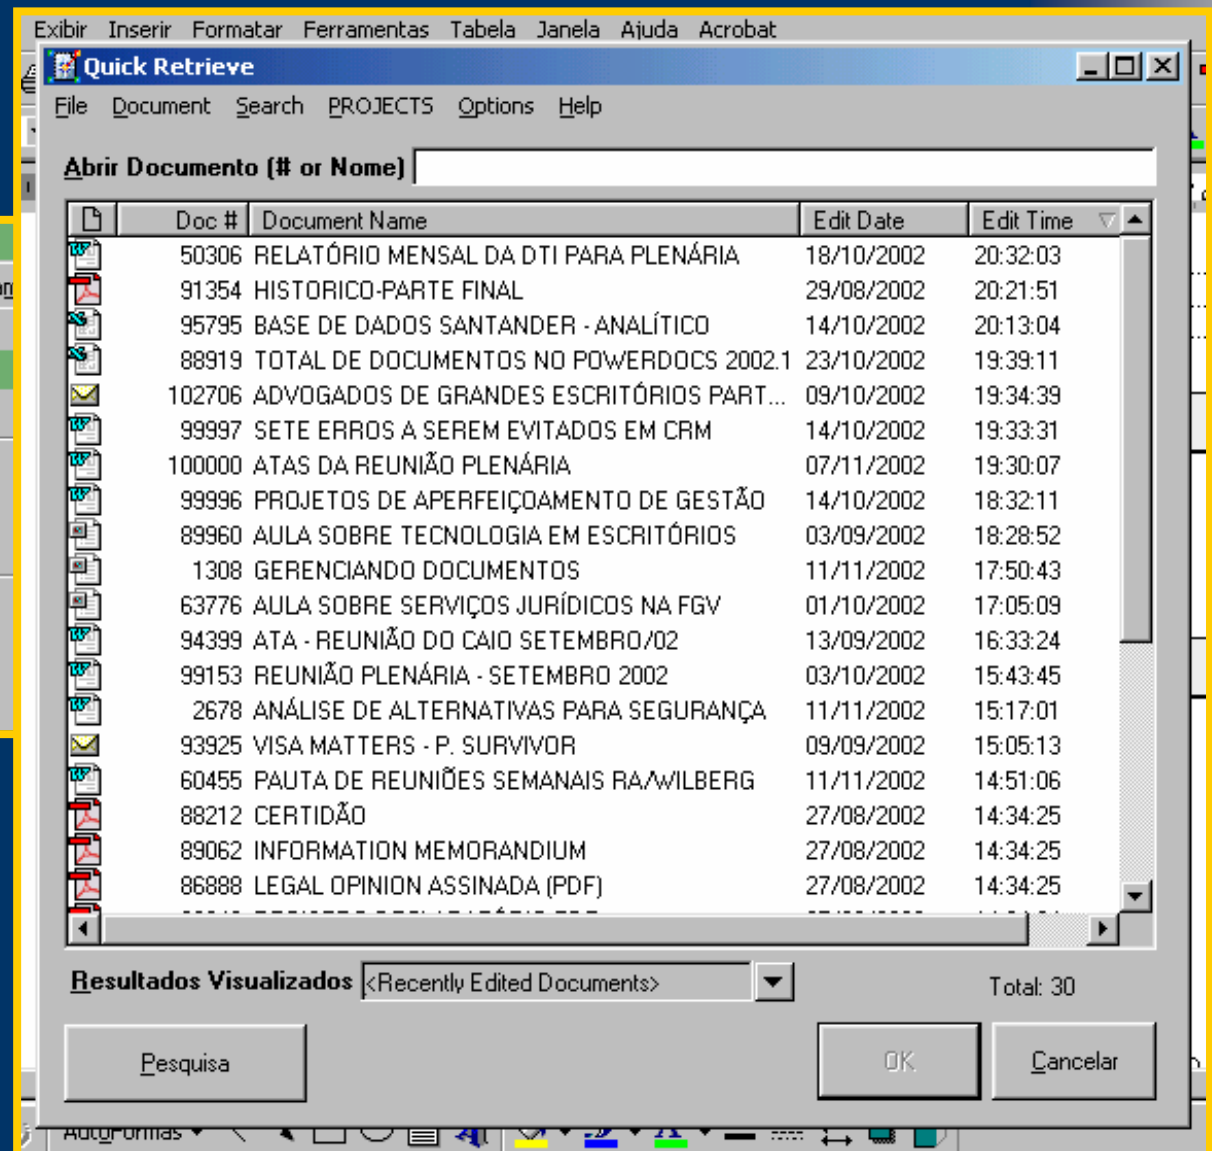 Exibir Inserir Formatar Ferramentas Tabela Janela Ajuda Acrobat
Quick Retrieve
File Document Search PROJECTS Options Help
Abrir Documento (# or Nome)
Doc # Document Name Edit Date Edit Time
50306 RELATÓRIO MENSAL DA DTI PARA PLENÁRIA 18/10/2002 20:32:03
91354 HISTORICO-PARTE FINAL 29/08/2002 20:21:51
95795 BASE DE DADOS SANTANDER - ANALÍTICO 14/10/2002 20:13:04
88919 TOTAL DE DOCUMENTOS NO POWERDOCS 2002.1 23/10/2002 19:39:11
102706 ADVOGADOS DE GRANDES ESCRITÓRIOS PART... 09/10/2002 19:34:39
99997 SETE ERROS A SEREM EVITADOS EM CRM 14/10/2002 19:33:31
100000 ATAS DA REUNIÃO PLENÁRIA 07/11/2002 19:30:07
99996 PROJETOS DE APERFEIÇOAMENTO DE GESTÃO 14/10/2002 18:32:11
89960 AULA SOBRE TECNOLOGIA EM ESCRITÓRIOS 03/09/2002 18:28:52
1308 GERENCIANDO DOCUMENTOS 11/11/2002 17:50:43
63776 AULA SOBRE SERVIÇOS JURÍDICOS NA FGV 01/10/2002 17:05:09
94399 ATA - REUNIÃO DO CAIO SETEMBRO/02 13/09/2002 16:33:24
99153 REUNIÃO PLENÁRIA - SETEMBRO 2002 03/10/2002 15:43:45
2678 ANÁLISE DE ALTERNATIVAS PARA SEGURANÇA 11/11/2002 15:17:01
93925 VISA MATTERS - P. SURVIVOR 09/09/2002 15:05:13
60455 PAUTA DE REUNIÕES SEMANAIS RA/WILBERG 11/11/2002 14:51:06
88212 CERTIDÃO 27/08/2002 14:34:25
89062 INFORMATION MEMORANDIUM 27/08/2002 14:34:25
86888 LEGAL OPINION ASSINADA (PDF) 27/08/2002 14:34:25
Resultados Visualizados <Recently Edited Documents> Total: 30
Pesquisa OK Cancelar
AutoFormas